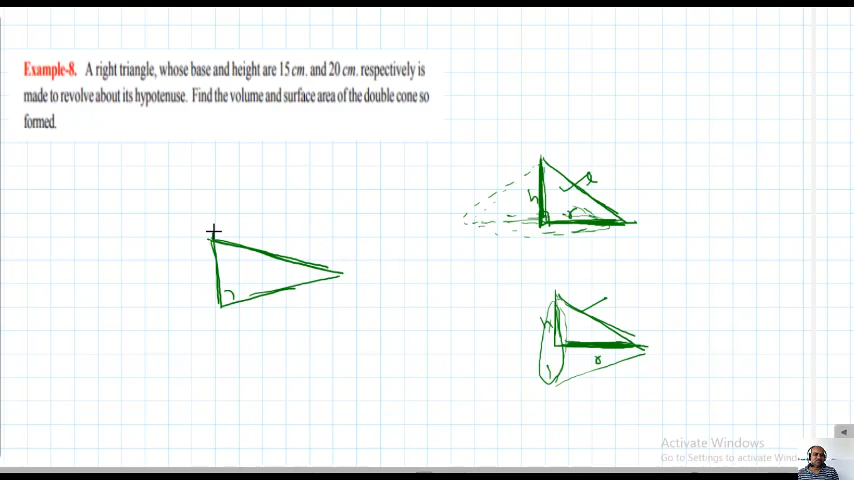 Example-8. A right triangle, whose base and height are 15 cm. and 20 cm. respectively is
made to revolve about its hypotenuse. Find the volume and surface area of the double cone so
formed.
h
r
l
h
r
Activate Windows
Go to Settings to activate Wind